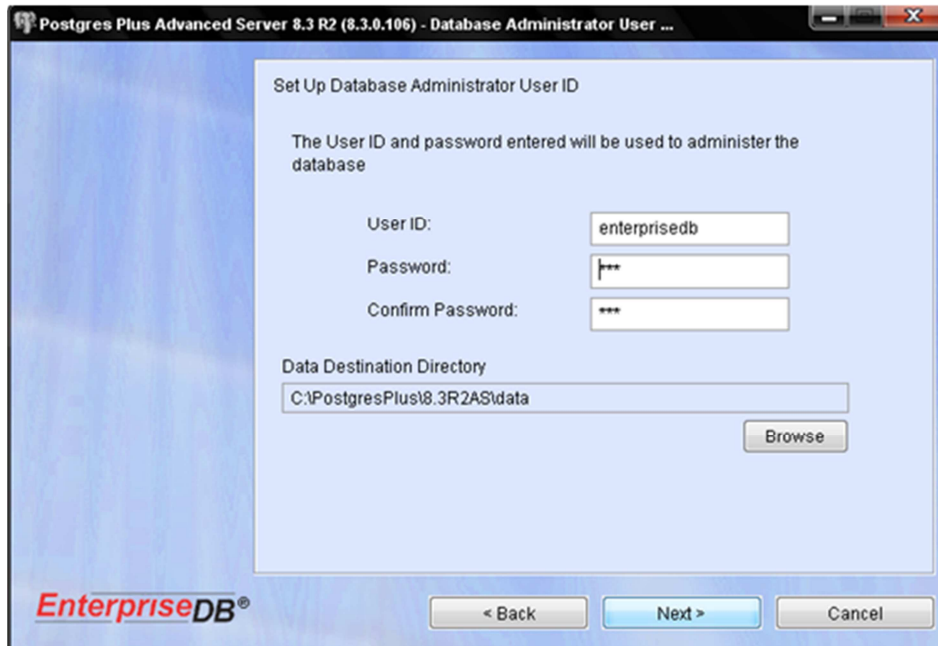 Postgres Plus Advanced Server 8.3 R2 (8.3.0.106) - Database Administrator User ...
Set Up Database Administrator User ID
The User ID and password entered will be used to administer the
database
User ID:
enterprisedb
Password:
***
Confirm Password:
***
Data Destination Directory
C:\PostgresPlus\8.3R2AS\data
Browse
EnterpriseDB®
< Back
Next >
Cancel